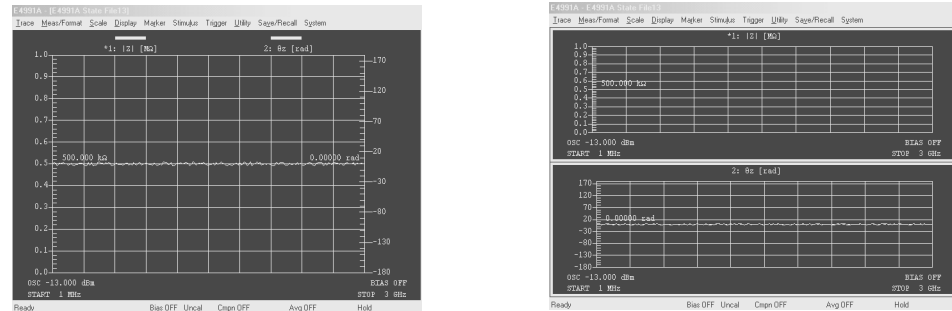 E4991A - [E4991A State File13]
Trace Meas/Format Scale Display Marker Stimulus Trigger Utility Save/Recall System
*1: |Z| [MΩ] 2: θz [rad]
1.0
0.9
0.8
0.7
0.6
0.5
0.4
0.3
0.2
0.1
0.0
500.000 kΩ 0.00000 rad
170
120
70
20
-30
-80
-130
-180
OSC -13.000 dBm BIAS OFF
START 1 MHz STOP 3 GHz
Ready Bias OFF Uncal Cmpn OFF Avg OFF Hold
E4991A - E4991A State File13
Trace Meas/Format Scale Display Marker Stimulus Trigger Utility Save/Recall System
*1: |Z| [MΩ]
1.0
0.9
0.8
0.7
0.6
0.5
0.4
0.3
0.2
0.1
0.0
500.000 kΩ
OSC -13.000 dBm BIAS OFF
START 1 MHz STOP 3 GHz
2: θz [rad]
170
120
70
20
-30
-80
-130
-180
0.00000 rad
OSC -13.000 dBm BIAS OFF
START 1 MHz STOP 3 GHz
Ready Bias OFF Uncal Cmpn OFF Avg OFF Hold